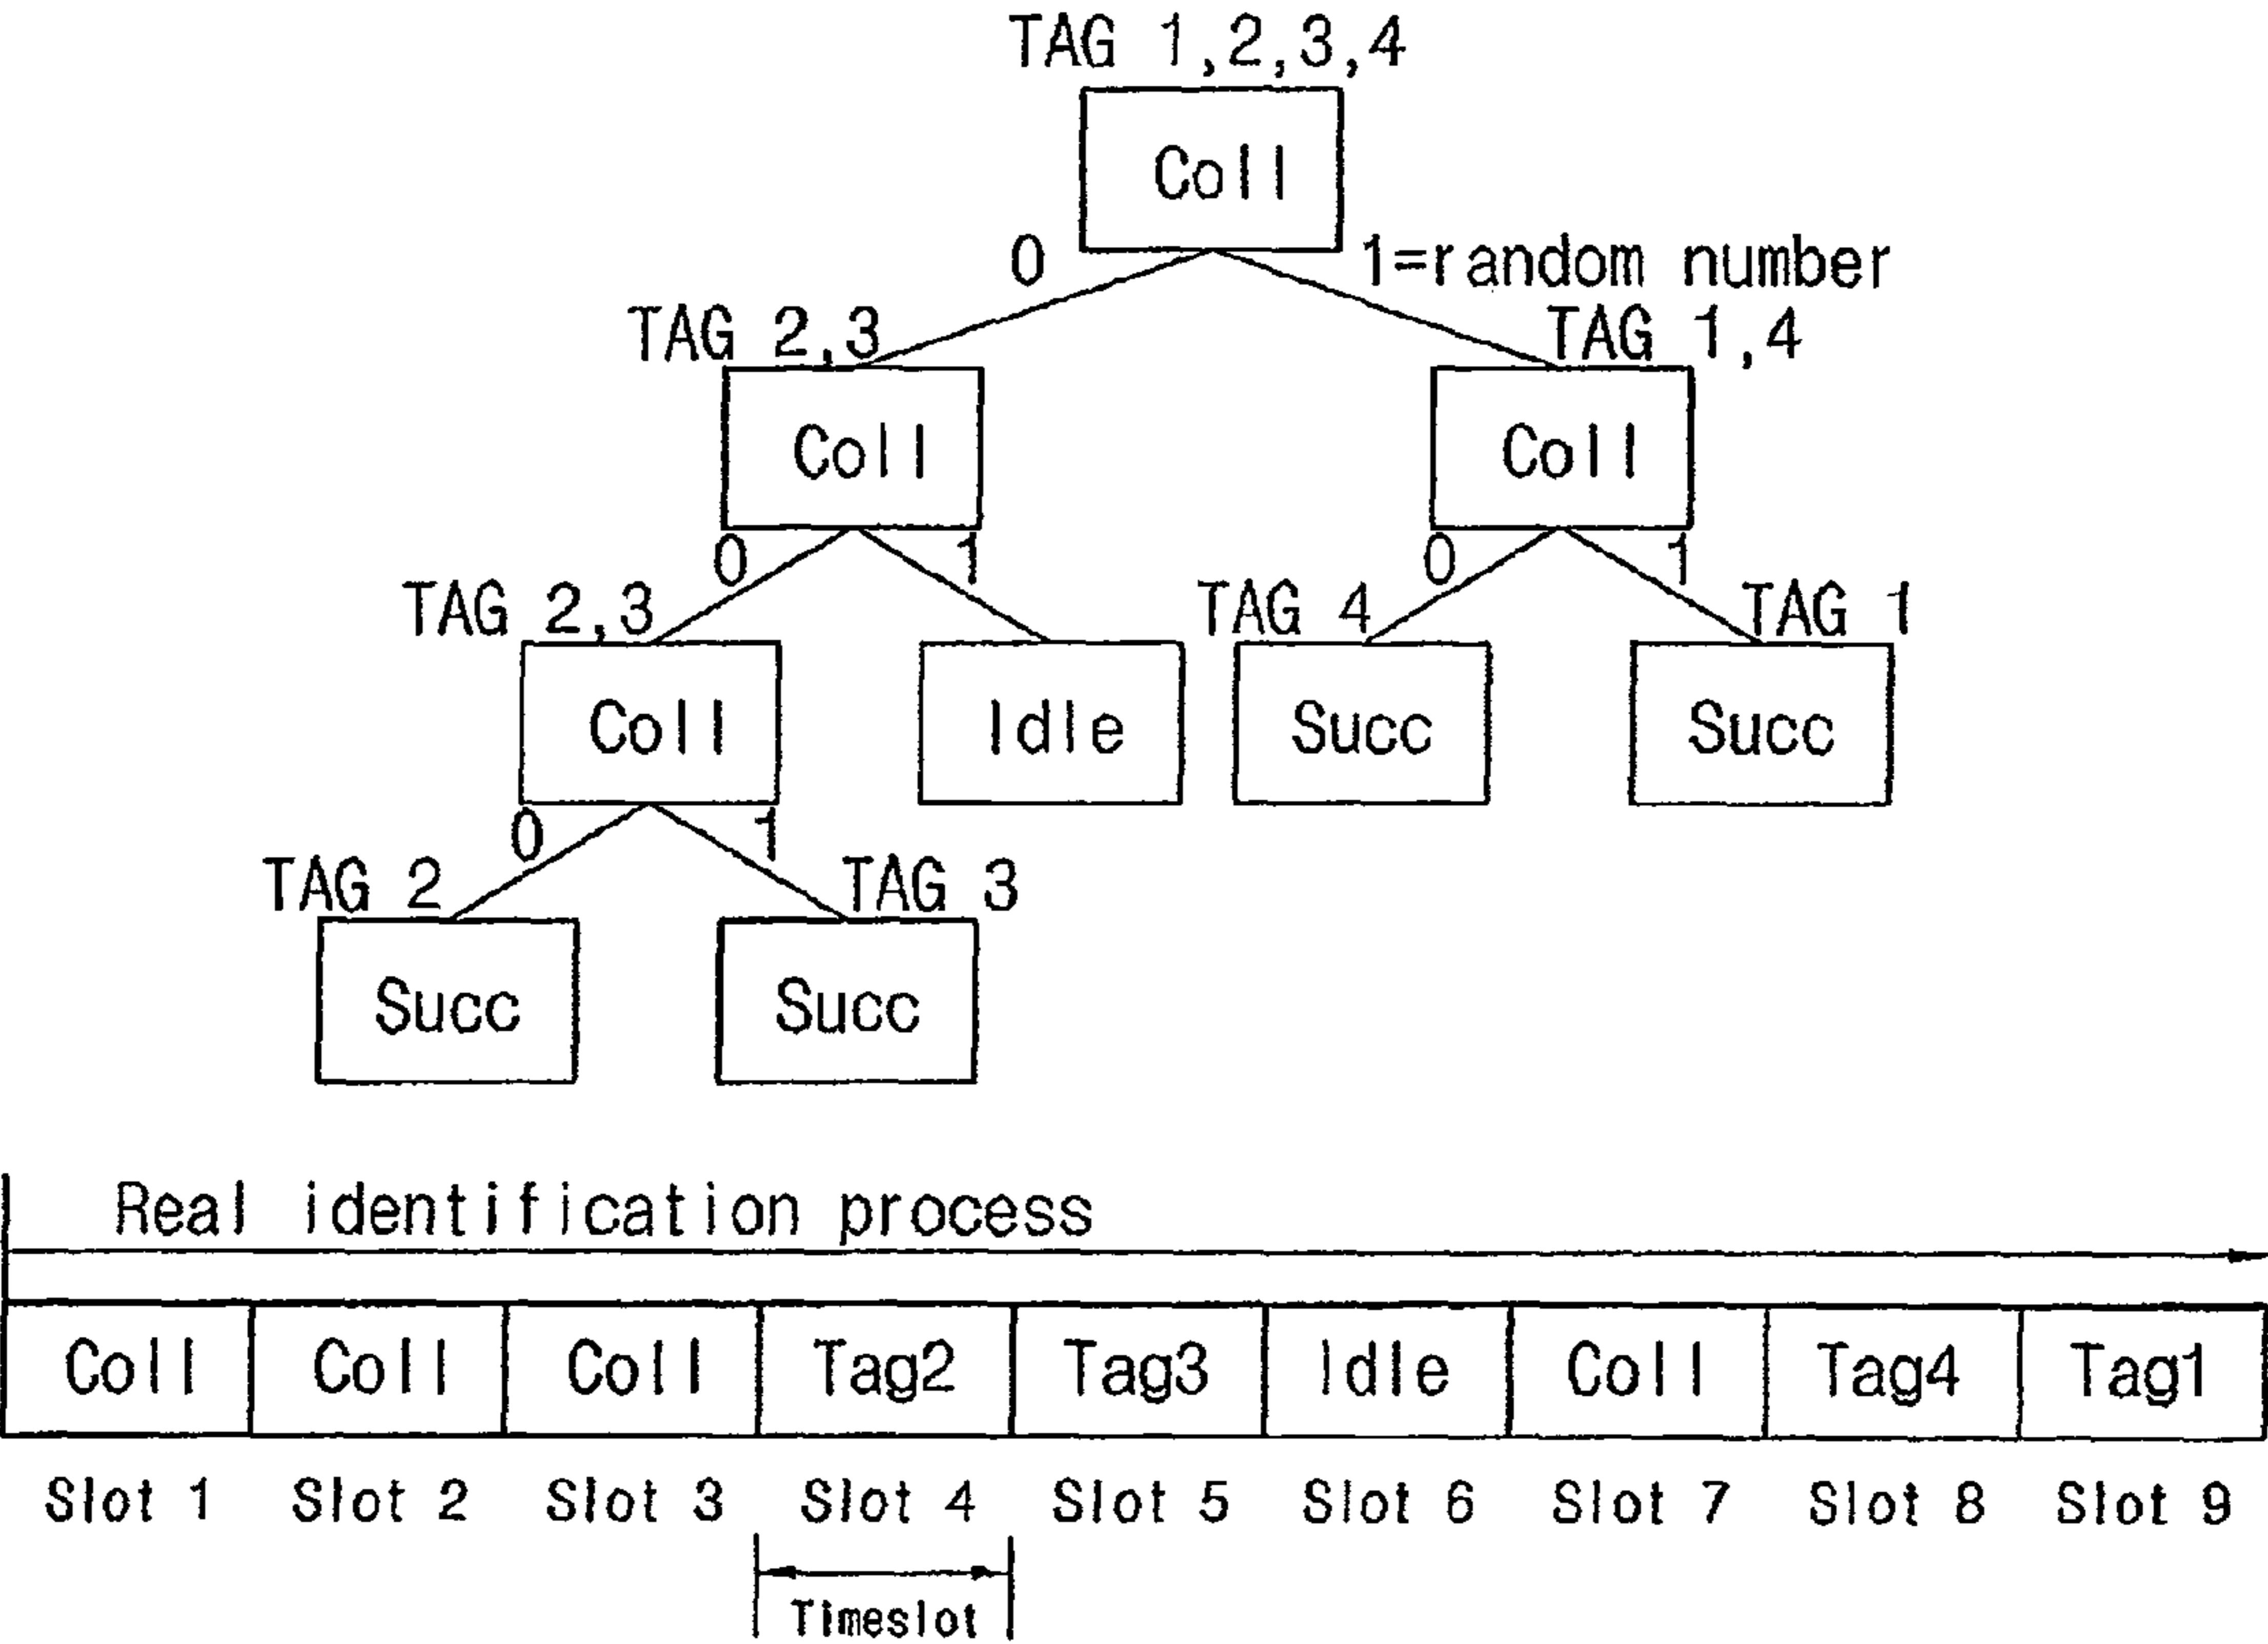 TAG 1,2,3,4
Coll
0
1=random number
TAG 2,3
TAG 1,4
Coll
Coll
0
1
0
1
TAG 2,3
TAG 4
TAG 1
Coll
Idle
Succ
Succ
0
1
TAG 2
TAG 3
Succ
Succ
Real identification process
Coll Coll Coll Tag2 Tag3 Idle Coll Tag4 Tag1
Slot 1 Slot 2 Slot 3 Slot 4 Slot 5 Slot 6 Slot 7 Slot 8 Slot 9
Timeslot